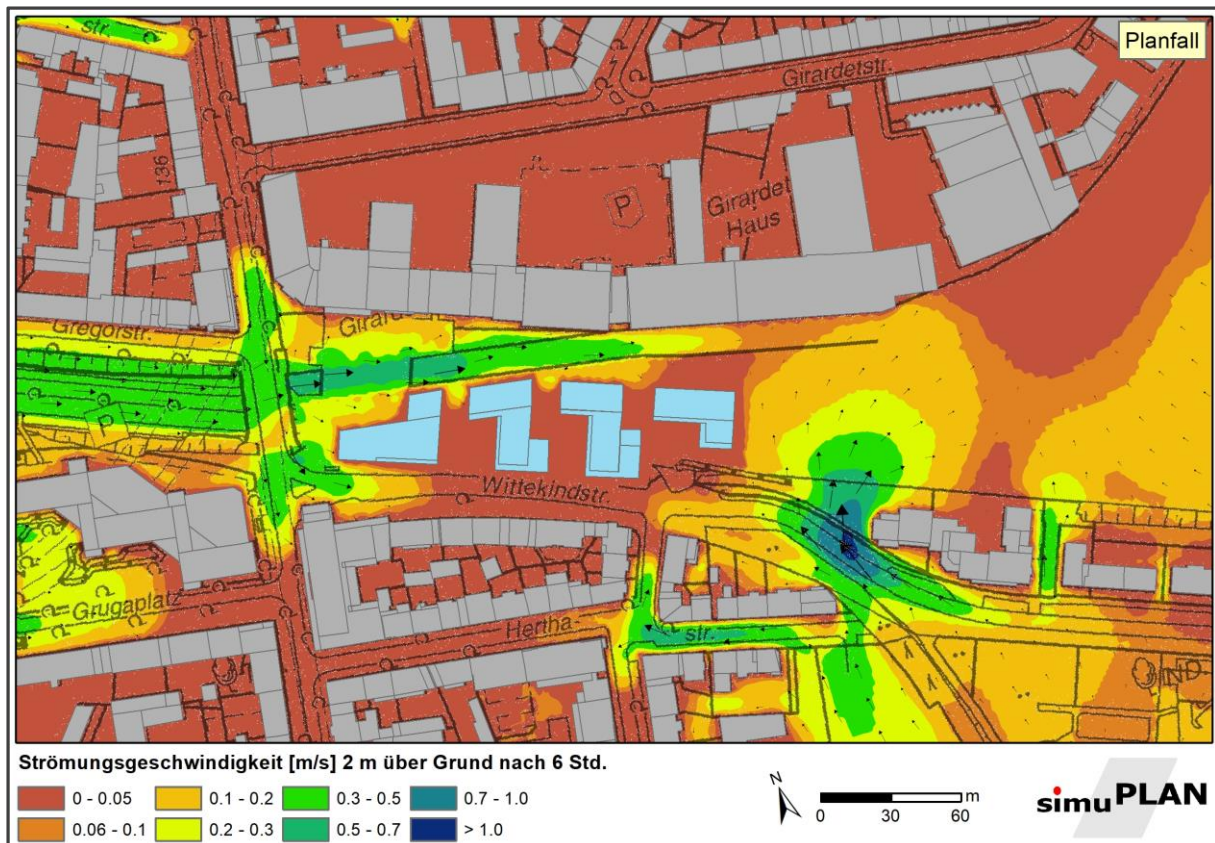 str.
Planfall
Girardetstr.
136
P
Girardet
Haus
Gregorstr.
P
Wittekindstr.
Grugaplatz
Hertha-
str.
IND
Strömungsgeschwindigkeit [m/s] 2 m über Grund nach 6 Std.
0 - 0.05 0.1 - 0.2 0.3 - 0.5 0.7 - 1.0
0.06 - 0.1 0.2 - 0.3 0.5 - 0.7 > 1.0
N
m
0 30 60
simuPLAN